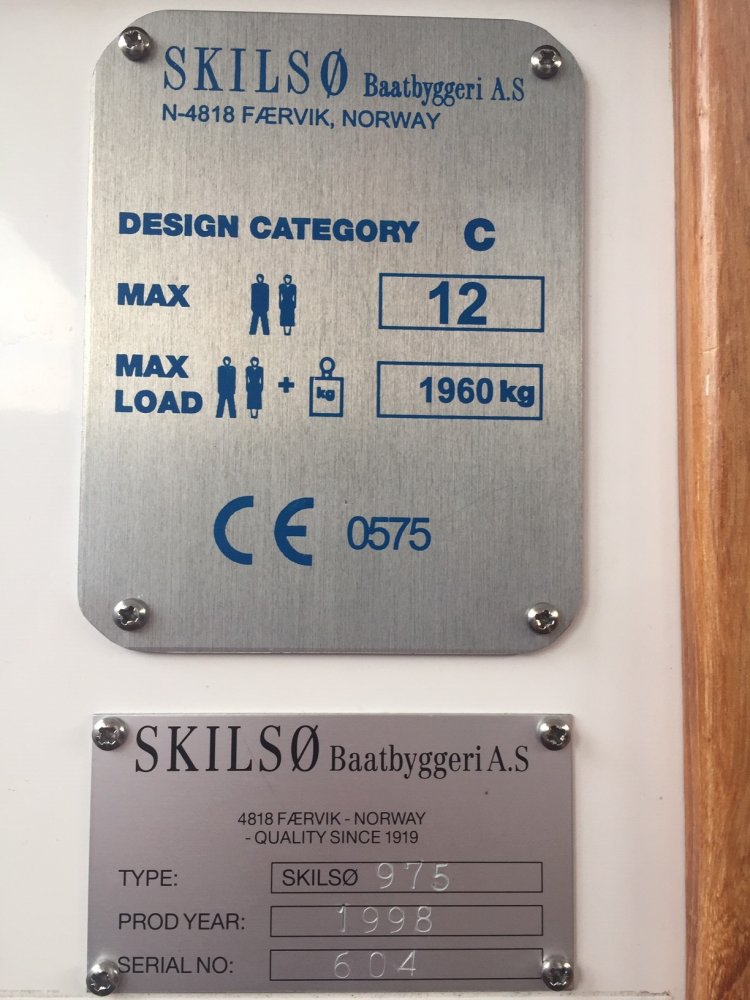 SKILSØ Baatbyggeri A.S
N-4818 FÆRVIK, NORWAY
DESIGN CATEGORY C
MAX 12
MAX
LOAD + kg 1960 kg
CE 0575
SKILSØ Baatbyggeri A.S
4818 FÆRVIK - NORWAY
- QUALITY SINCE 1919
TYPE: SKILSØ 975
PROD YEAR: 1998
SERIAL NO: 604